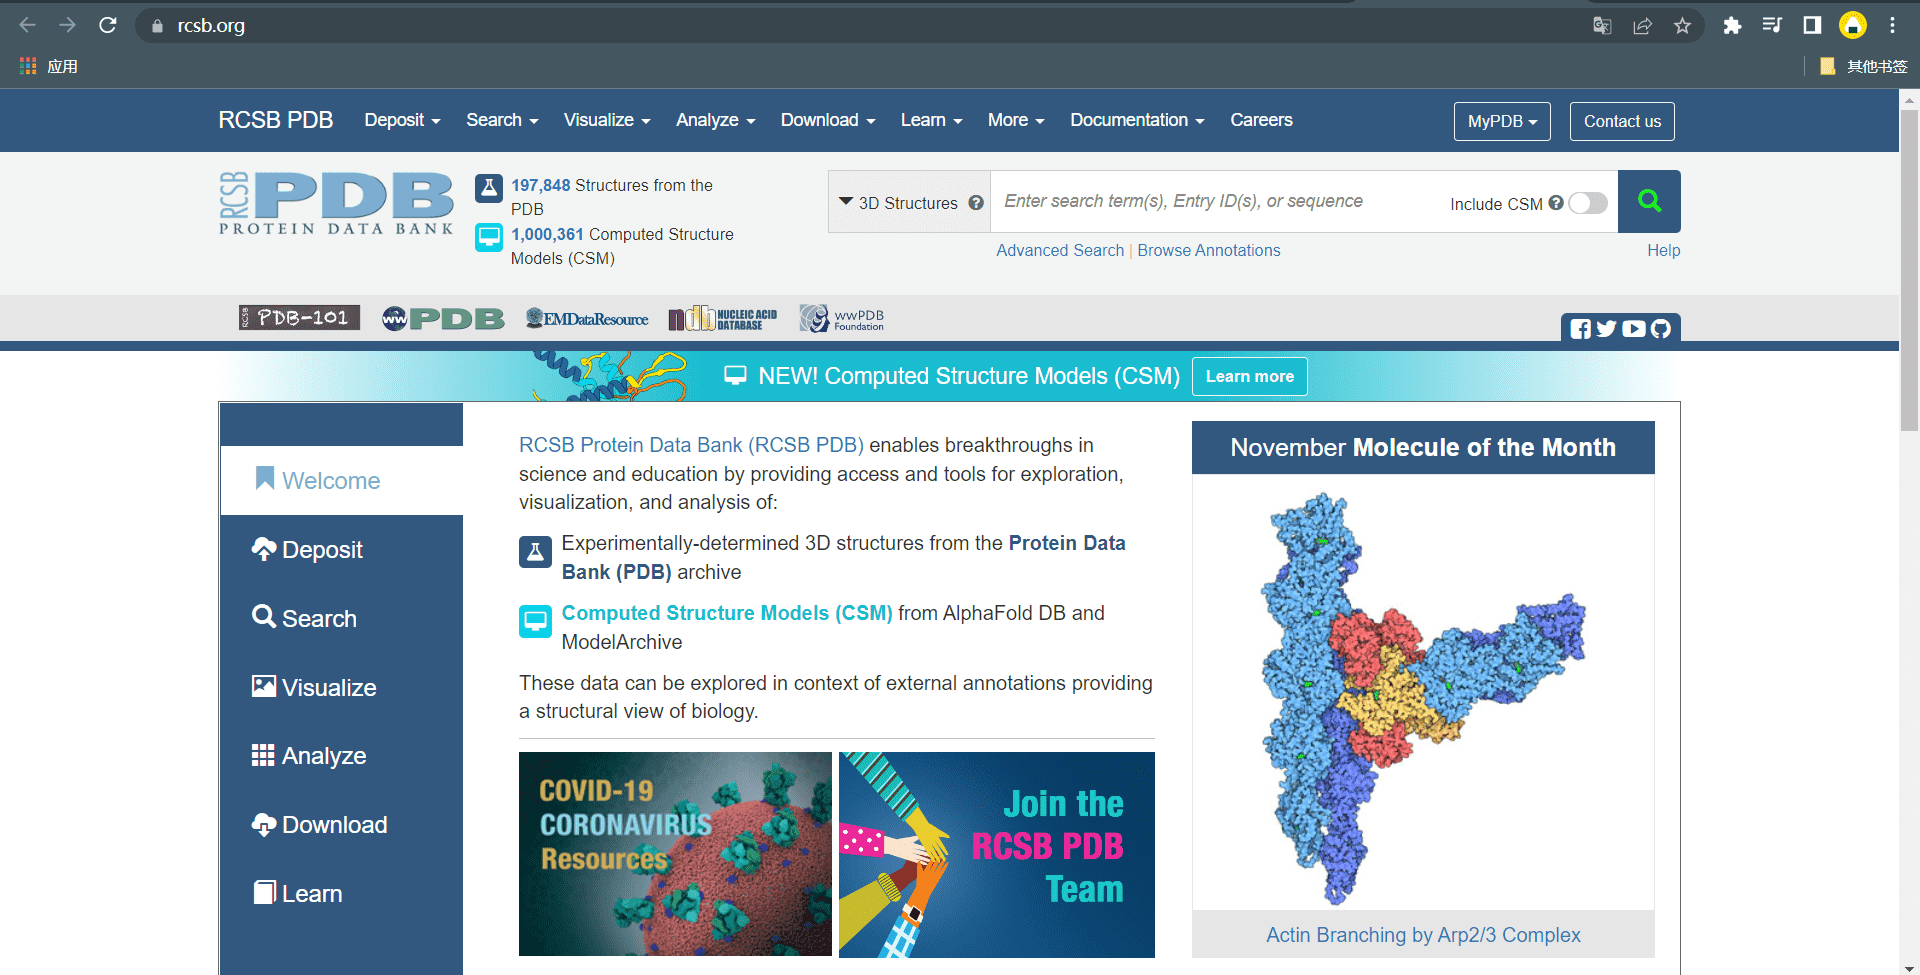 rcsb.org
应用
其他书签
RCSB PDB Deposit Search Visualize Analyze Download Learn More Documentation Careers MyPDB Contact us
RCSB PDB
PROTEIN DATA BANK
197,848 Structures from the
PDB
1,000,361 Computed Structure
Models (CSM)
3D Structures Enter search term(s), Entry ID(s), or sequence Include CSM
Advanced Search | Browse Annotations Help
RCSB PDB-101
ww PDB
EMDataResource
ndb NUCLEIC ACID
DATABASE
wwPDB
Foundation
NEW! Computed Structure Models (CSM) Learn more
Welcome
Deposit
Search
Visualize
Analyze
Download
Learn
RCSB Protein Data Bank (RCSB PDB) enables breakthroughs in
science and education by providing access and tools for exploration,
visualization, and analysis of:
Experimentally-determined 3D structures from the Protein Data
Bank (PDB) archive
Computed Structure Models (CSM) from AlphaFold DB and
ModelArchive
These data can be explored in context of external annotations providing
a structural view of biology.
COVID-19
CORONAVIRUS
Resources
Join the
RCSB PDB
Team
November Molecule of the Month
Actin Branching by Arp2/3 Complex